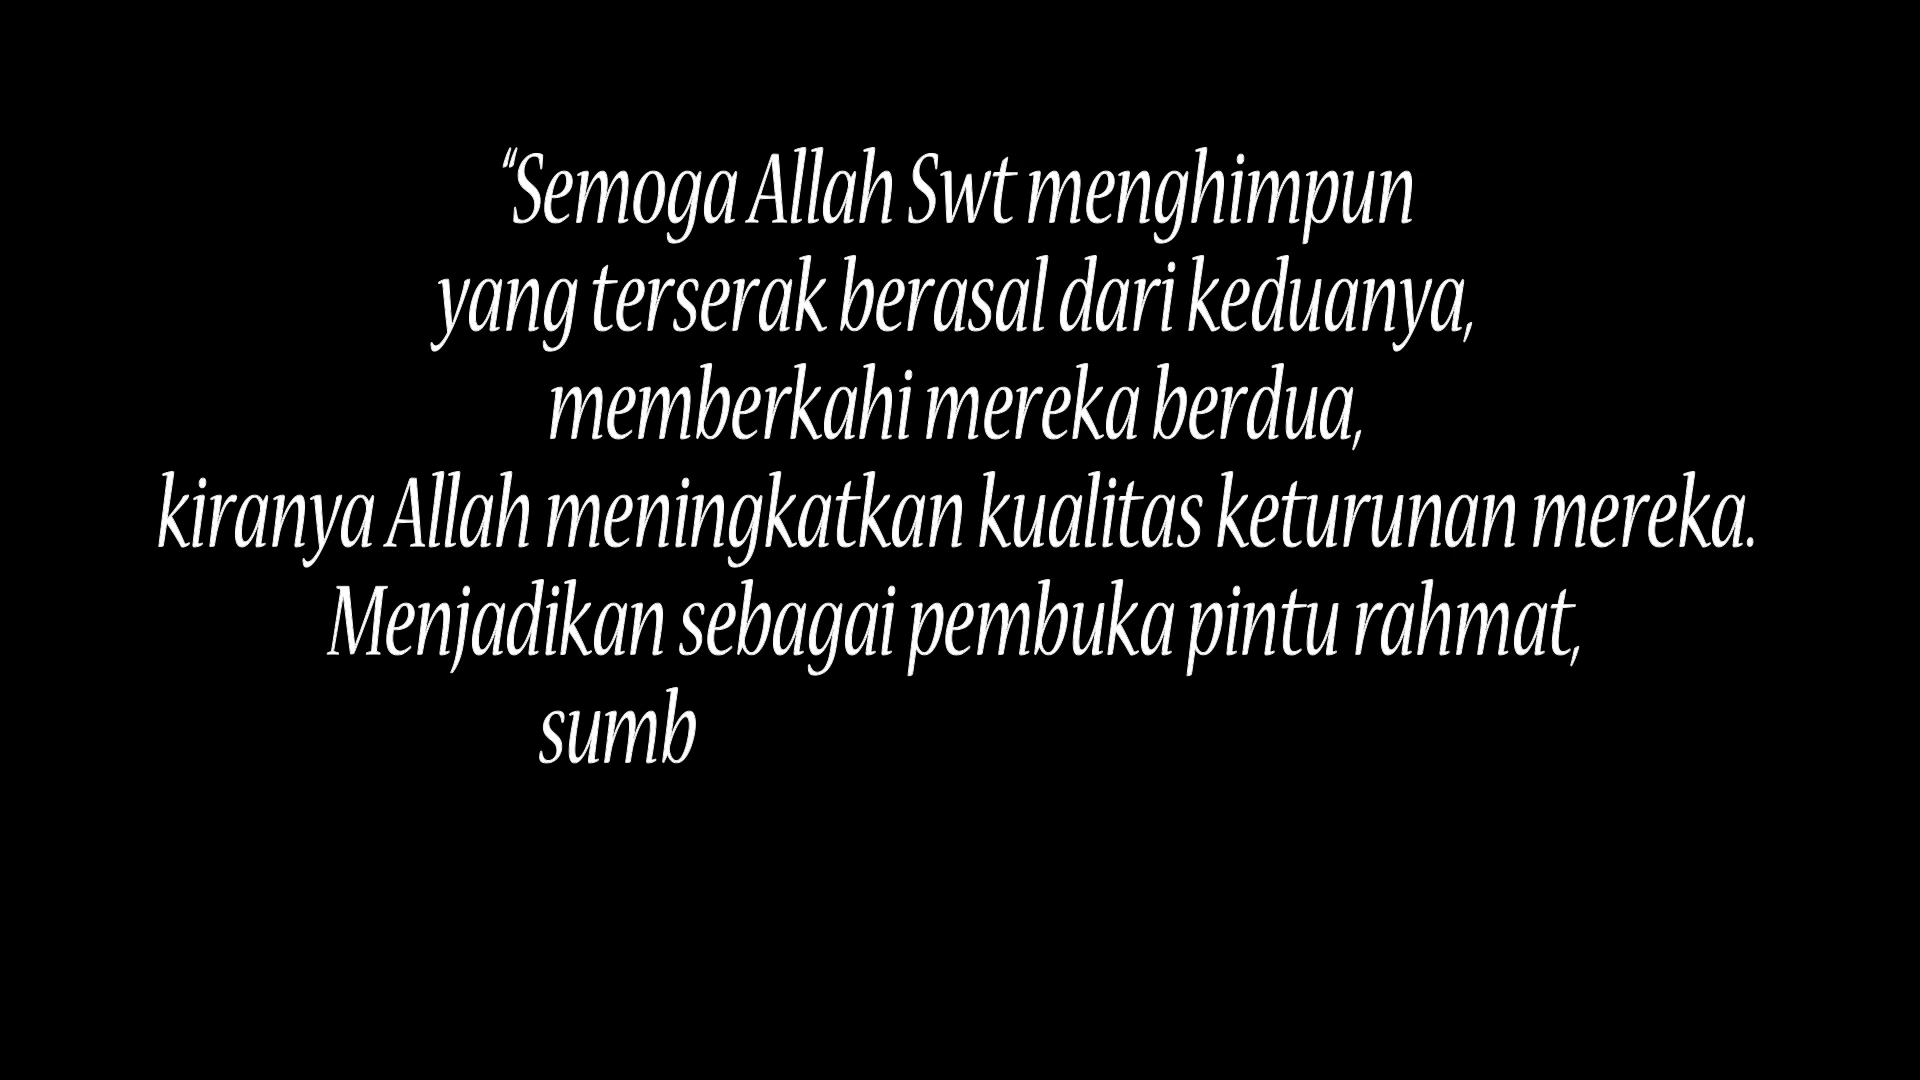 “Semoga Allah Swt menghimpun
yang terserak berasal dari keduanya,
memberkahi mereka berdua,
kiranya Allah meningkatkan kualitas keturunan mereka.
Menjadikan sebagai pembuka pintu rahmat,
sumb